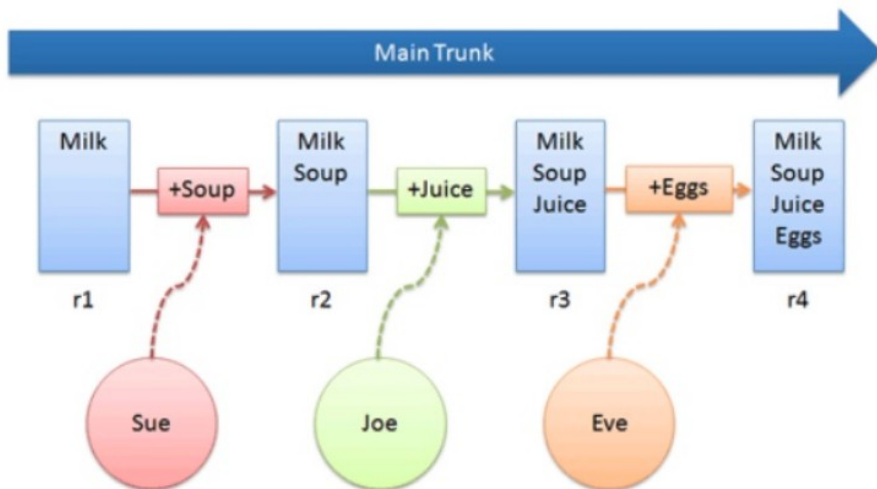 Main Trunk
Milk
+Soup
Milk
Soup
+Juice
Milk
Soup
Juice
+Eggs
Milk
Soup
Juice
Eggs
r1
r2
r3
r4
Sue
Joe
Eve